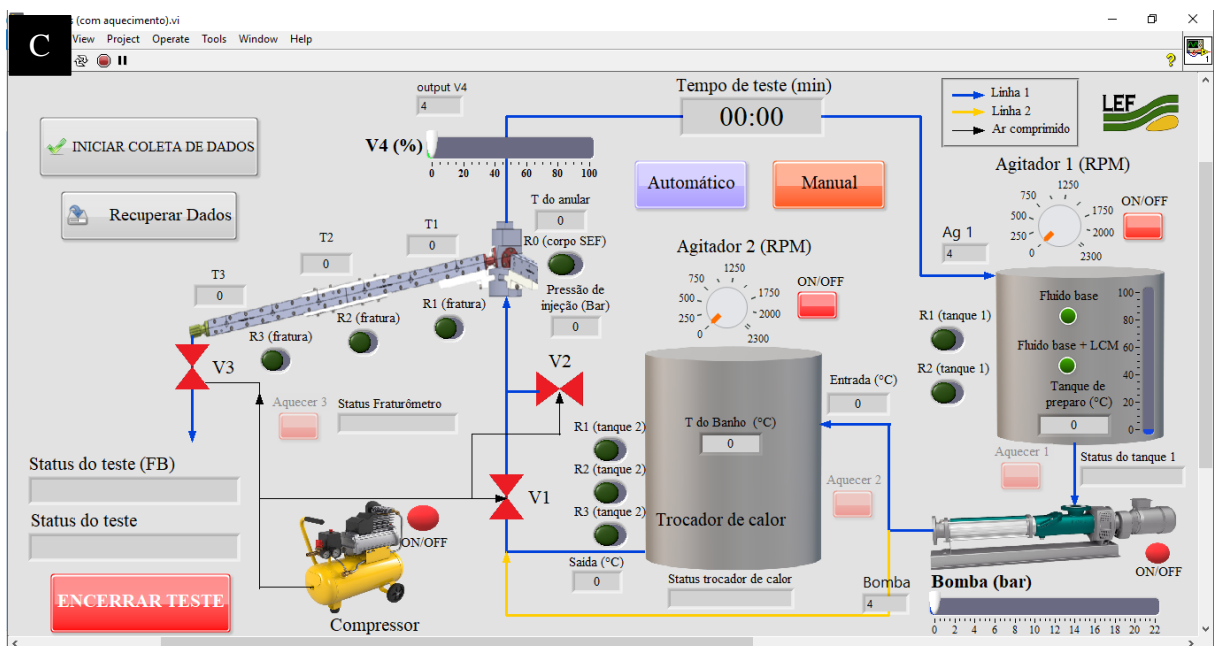 C
(com aquecimento).vi
View Project Operate Tools Window Help
output V4
4
V4 (%)
0 20 40 60 80 100
Tempo de teste (min)
00:00
Linha 1
Linha 2
Ar comprimido
LEF
INICIAR COLETA DE DADOS
Recuperar Dados
Automático
Manual
Agitador 1 (RPM)
0 250 500 750 1250 1750 2000 2300
ON/OFF
Ag 1
4
T do anular
0
R0 (corpo SEF)
Pressão de
injeção (Bar)
0
T1
0
T2
0
T3
0
R1 (fratura)
R2 (fratura)
R3 (fratura)
Agitador 2 (RPM)
0 250 500 750 1250 1750 2000 2300
ON/OFF
Fluido base
Fluido base + LCM
Tanque de
preparo (°C)
0
100
80
60
40
20
0
R1 (tanque 1)
R2 (tanque 1)
V3
V2
V1
Aquecer 3
Status Fraturômetro
Entrada (°C)
0
T do Banho (°C)
0
R1 (tanque 2)
R2 (tanque 2)
R3 (tanque 2)
Trocador de calor
Aquecer 2
Aquecer 1
Status do tanque 1
Status do teste (FB)
Status do teste
ENCERRAR TESTE
ON/OFF
Compressor
Saida (°C)
0
Status trocador de calor
Bomba
4
Bomba (bar)
0 2 4 6 8 10 12 14 16 18 20 22
ON/OFF